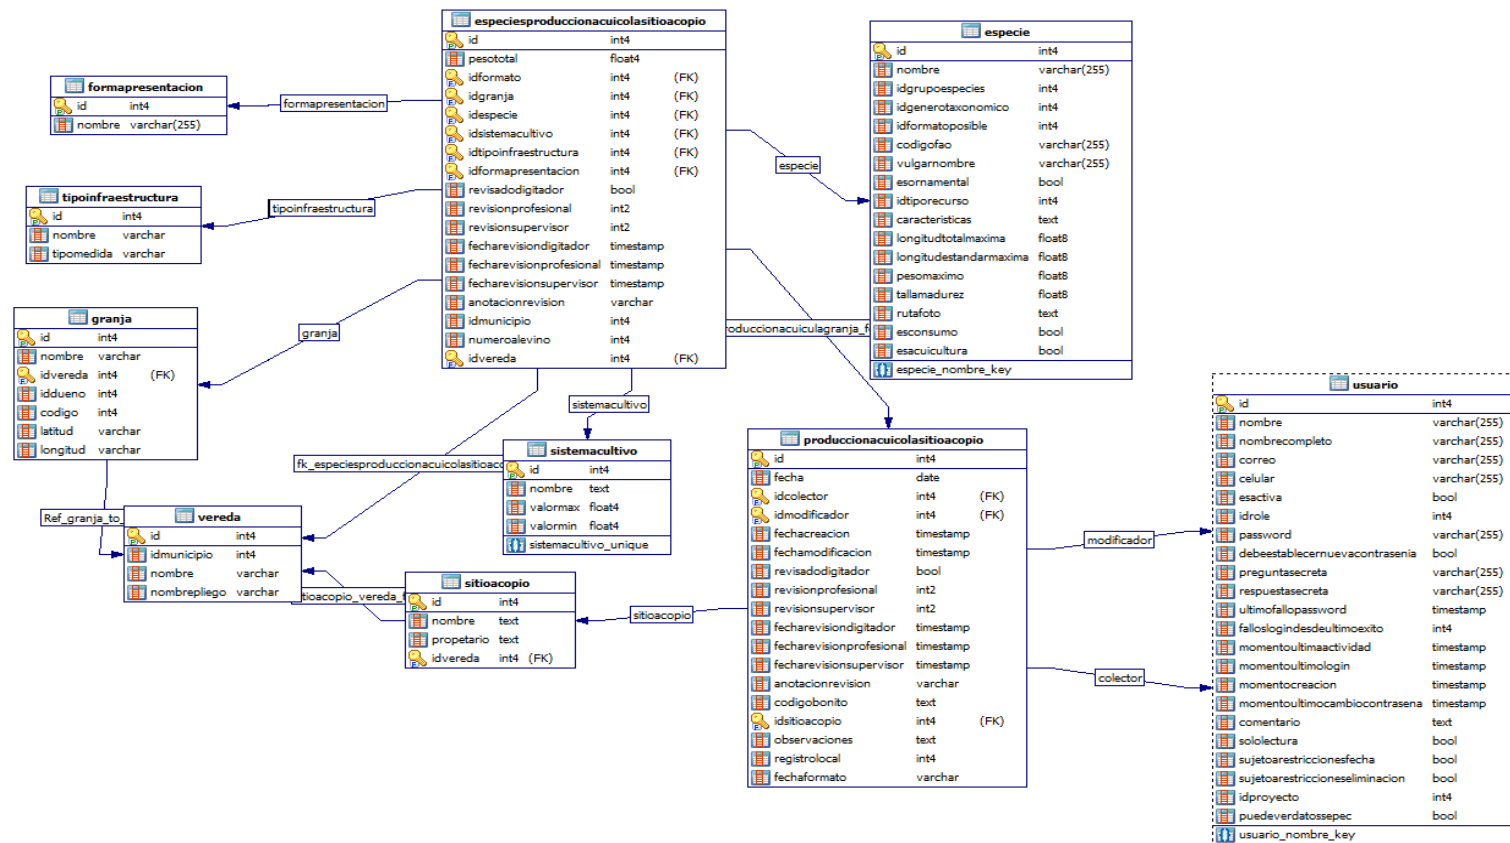 especiesproduccionacuicolasitioacopio
id int4
pesototal float4
idformato int4 (FK)
idgranja int4 (FK)
idespecie int4 (FK)
idsistemacultivo int4 (FK)
idtipoinfraestructura int4 (FK)
idformapresentacion int4 (FK)
revisadodigitador bool
revisionprofesional int2
revisionsupervisor int2
fecharevisiondigitador timestamp
fecharevisionprofesional timestamp
fecharevisionsupervisor timestamp
anotacionrevision varchar
idmunicipio int4
numeroalevino int4
idvereda int4 (FK)
especie
id int4
nombre varchar(255)
idgrupoespecies int4
idgenerotaxonomico int4
idformatoposible int4
codigofao varchar(255)
vulgarnombre varchar(255)
esornamental bool
idtiporecurso int4
caracteristicas text
longitudtotalmaxima float8
longitudestandarmaxima float8
pesomaximo float8
tallamadurez float8
rutafoto text
esconsumo bool
esacuicultura bool
especie_nombre_key
formapresentacion
id int4
nombre varchar(255)
formapresentacion
tipoinfraestructura
id int4
nombre varchar
tipomedida varchar
tipoinfraestructura
especie
granja
id int4
nombre varchar
idvereda int4 (FK)
iddueno int4
codigo int4
latitud varchar
longitud varchar
granja
roduccionacuiculagranja_f
sistemacultivo
fk_especiesproduccionacuicolasitioaco
sistemacultivo
id int4
nombre text
valormax float4
valormin float4
sistemacultivo_unique
Ref_granja_to_
vereda
id int4
idmunicipio int4
nombre varchar
nombrepliego varchar
tioacopio_vereda_f
sitioacopio
id int4
nombre text
propetario text
idvereda int4 (FK)
sitioacopio
produccionacuicolasitioacopio
id int4
fecha date
idcolector int4 (FK)
idmodificador int4 (FK)
fechacreacion timestamp
fechamodificacion timestamp
revisadodigitador bool
revisionprofesional int2
revisionsupervisor int2
fecharevisiondigitador timestamp
fecharevisionprofesional timestamp
fecharevisionsupervisor timestamp
anotacionrevision varchar
codigobonito text
idsitioacopio int4 (FK)
observaciones text
registrolocal int4
fechaformato varchar
modificador
colector
usuario
id int4
nombre varchar(255)
nombrecompleto varchar(255)
correo varchar(255)
celular varchar(255)
esactiva bool
idrole int4
password varchar(255)
debeestablecernuevacontrasenia bool
preguntasecreta varchar(255)
respuestasecreta varchar(255)
ultimofallopassword timestamp
falloslogindesdeultimoexito int4
momentoultimaactividad timestamp
momentoultimologin timestamp
momentocreacion timestamp
momentoultimocambiocontrasena timestamp
comentario text
sololectura bool
sujetoarestriccionesfecha bool
sujetoarestriccioneseliminacion bool
idproyecto int4
puedeverdatossepec bool
usuario_nombre_key